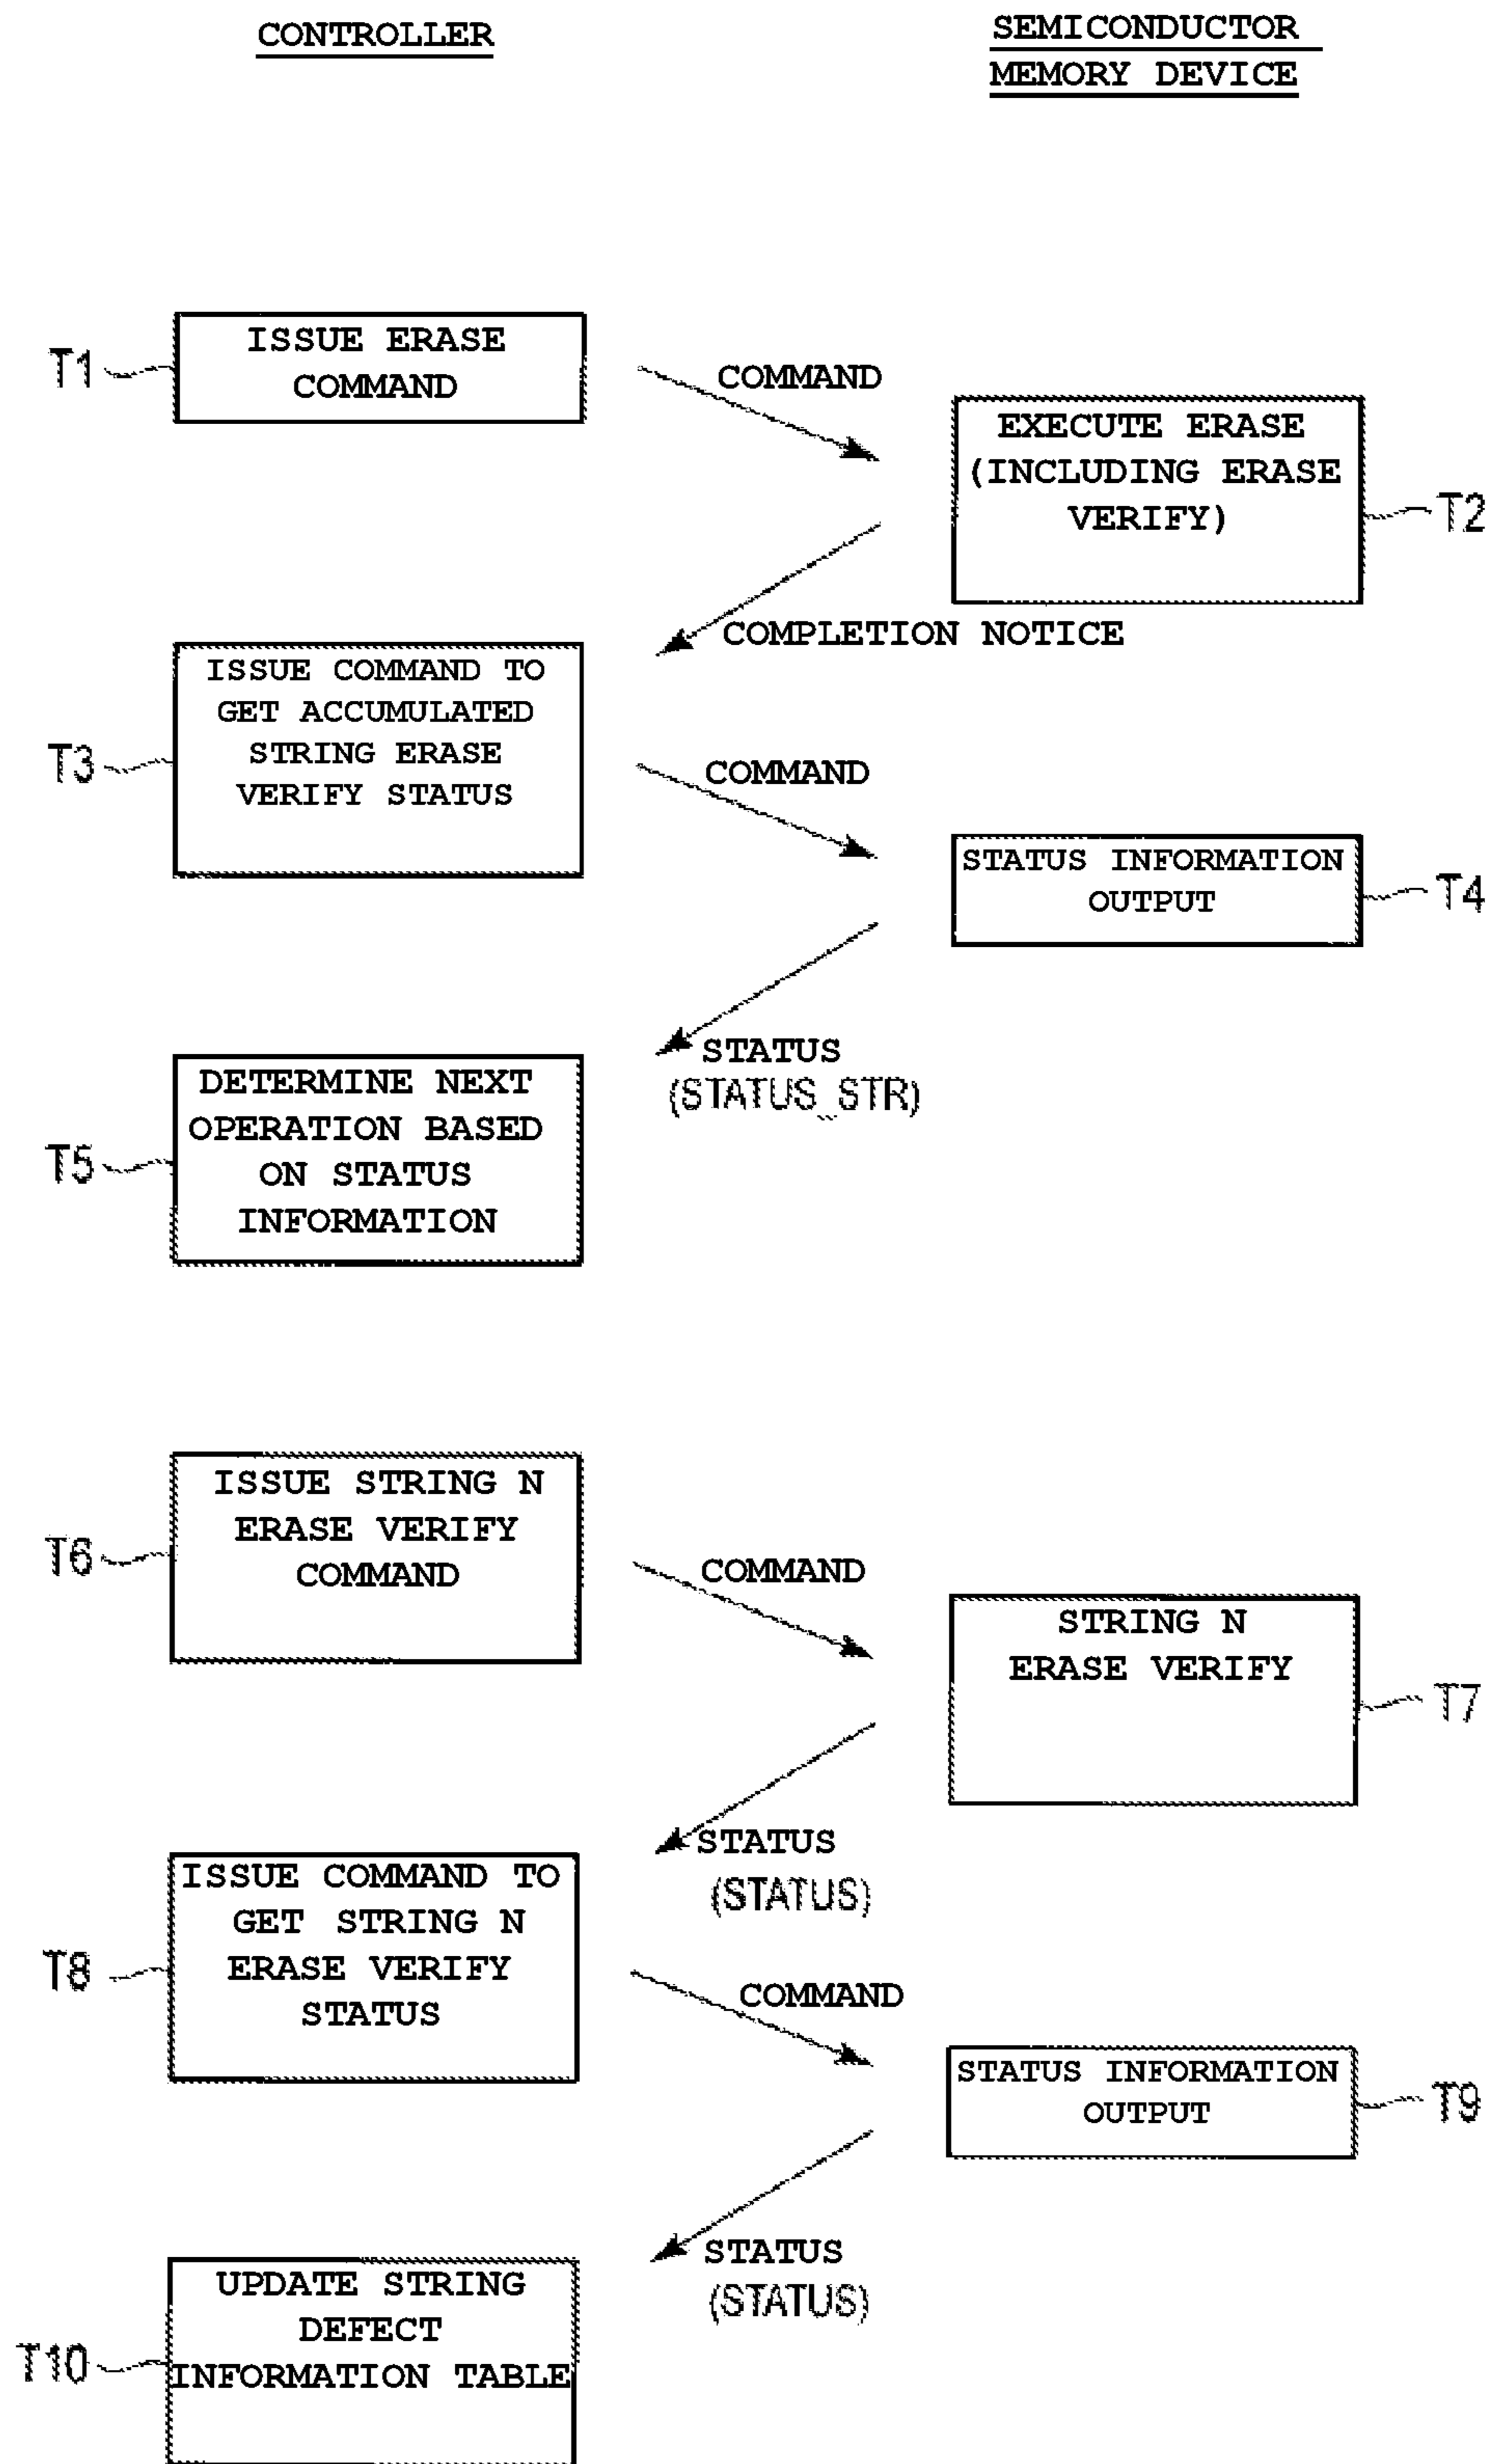 CONTROLLER
SEMICONDUCTOR
MEMORY DEVICE
T1
ISSUE ERASE
COMMAND
COMMAND
EXECUTE ERASE
(INCLUDING ERASE
VERIFY)
T2
COMPLETION NOTICE
T3
ISSUE COMMAND TO
GET ACCUMULATED
STRING ERASE
VERIFY STATUS
COMMAND
STATUS INFORMATION
OUTPUT
T4
STATUS
(STATUS_STR)
T5
DETERMINE NEXT
OPERATION BASED
ON STATUS
INFORMATION
T6
ISSUE STRING N
ERASE VERIFY
COMMAND
COMMAND
STRING N
ERASE VERIFY
T7
STATUS
(STATUS)
T8
ISSUE COMMAND TO
GET STRING N
ERASE VERIFY
STATUS
COMMAND
STATUS INFORMATION
OUTPUT
T9
STATUS
(STATUS)
T10
UPDATE STRING
DEFECT
INFORMATION TABLE